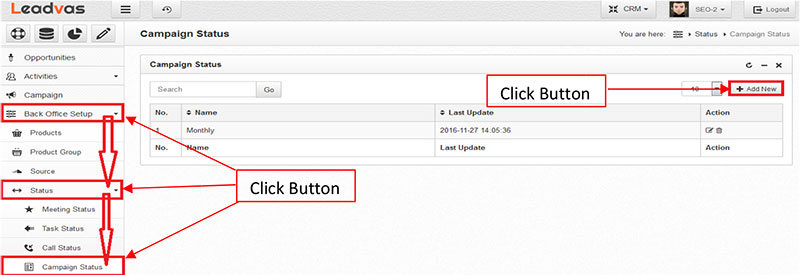 Leadvas
CRM
SEO-2
Logout
Campaign Status
You are here: Status Campaign Status
Opportunities
Activities
Campaign
Back Office Setup
Products
Product Group
Source
Status
Meeting Status
Task Status
Call Status
Campaign Status
Campaign Status
Search Go
10 Add New
Click Button
No. Name Last Update Action
1 Monthly 2016-11-27 14:05:36
No. Name Last Update Action
Click Button